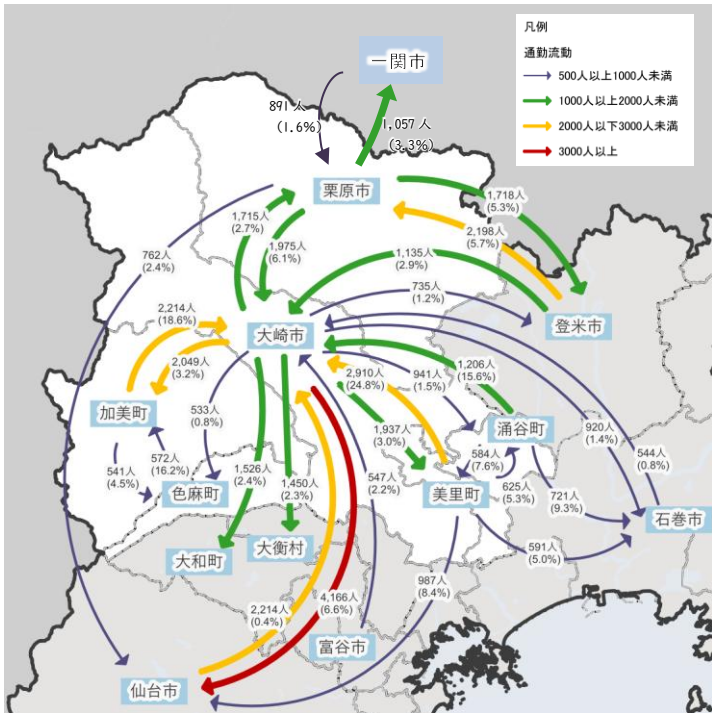 凡例
通勤流動
500人以上1000人未満
1000人以上2000人未満
2000人以下3000人未満
3000人以上
一関市
891人
(1.6%)
1,057人
(3.3%)
栗原市
1,718人
(5.3%)
1,715人
(2.7%)
2,198人
(5.7%)
1,975人
(6.1%)
1,135人
(2.9%)
762人
(2.4%)
735人
(1.2%)
2,214人
(18.6%)
大崎市
登米市
2,049人
(3.2%)
2,910人
(24.8%)
941人
(1.5%)
1,206人
(15.6%)
加美町
533人
(0.8%)
1,937人
(3.0%)
涌谷町
920人
(1.4%)
544人
(0.8%)
541人
(4.5%)
572人
(16.2%)
584人
(7.6%)
625人
(5.3%)
色麻町
1,526人
(2.4%)
1,450人
(2.3%)
547人
(2.2%)
美里町
721人
(9.3%)
石巻市
大和町
大衡村
591人
(5.0%)
987人
(8.4%)
2,214人
(0.4%)
4,166人
(6.6%)
富谷市
仙台市